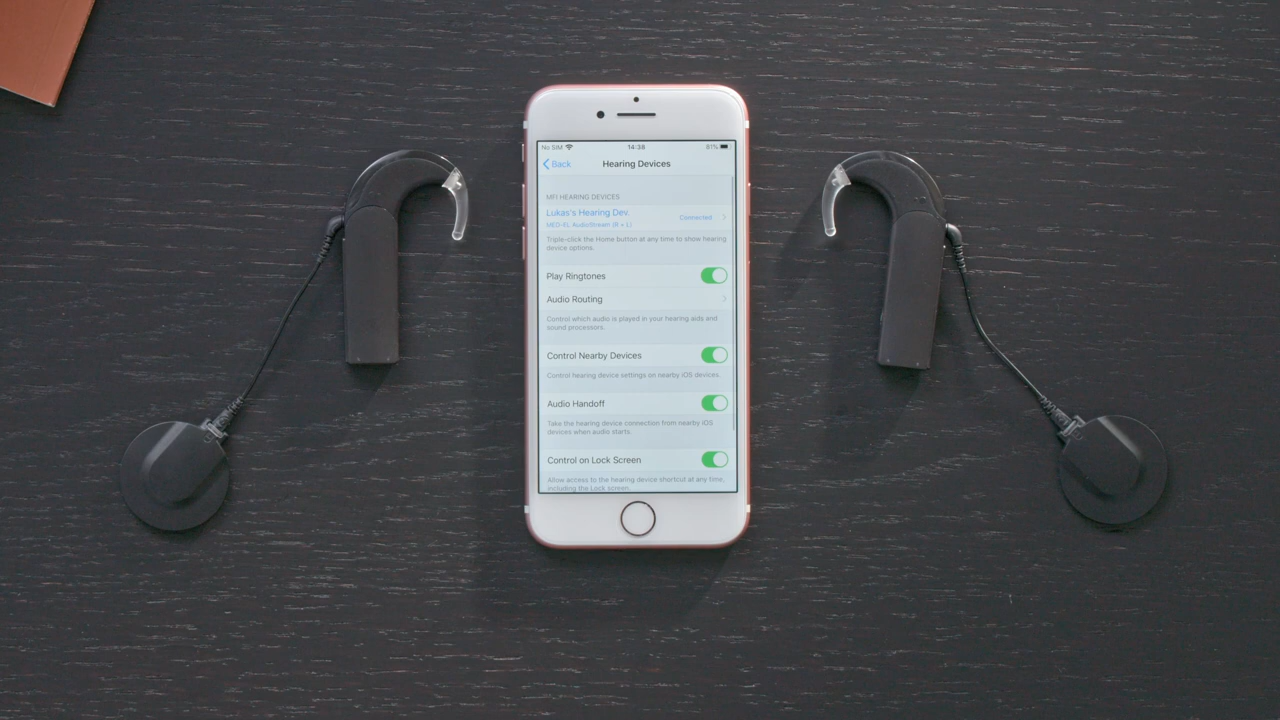 No SIM 14:38 81%
Back Hearing Devices
MFI HEARING DEVICES
Lukas's Hearing Dev. Connected
MED-EL AudioStream (R + L)
Triple-click the Home button at any time to show hearing
device options.
Play Ringtones
Audio Routing
Control which audio is played in your hearing aids and
sound processors.
Control Nearby Devices
Control hearing device settings on nearby iOS devices.
Audio Handoff
Take the hearing device connection from nearby iOS
devices when audio starts.
Control on Lock Screen
Allow access to the hearing device shortcut at any time,
including the Lock screen.